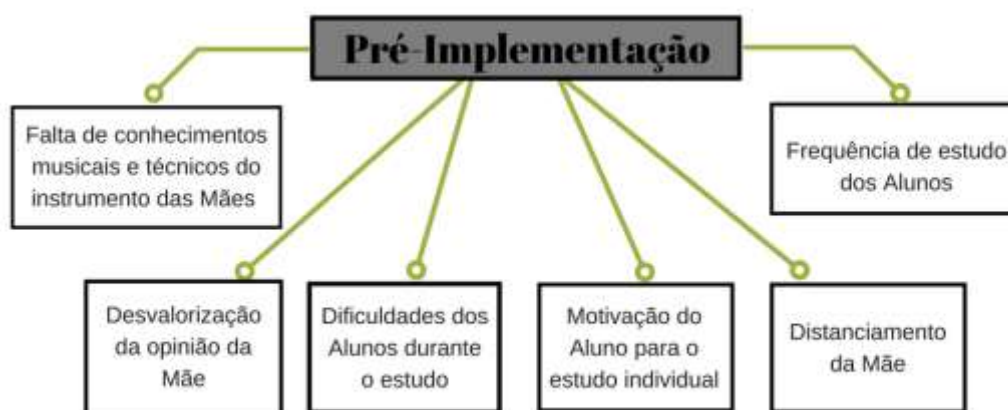 Pré-Implementação
Falta de conhecimentos
musicais e técnicos do
instrumento das Mães
Frequência de estudo
dos Alunos
Desvalorização
da opinião da
Mãe
Dificuldades dos
Alunos durante
o estudo
Motivação do
Aluno para o
estudo individual
Distanciamento
da Mãe